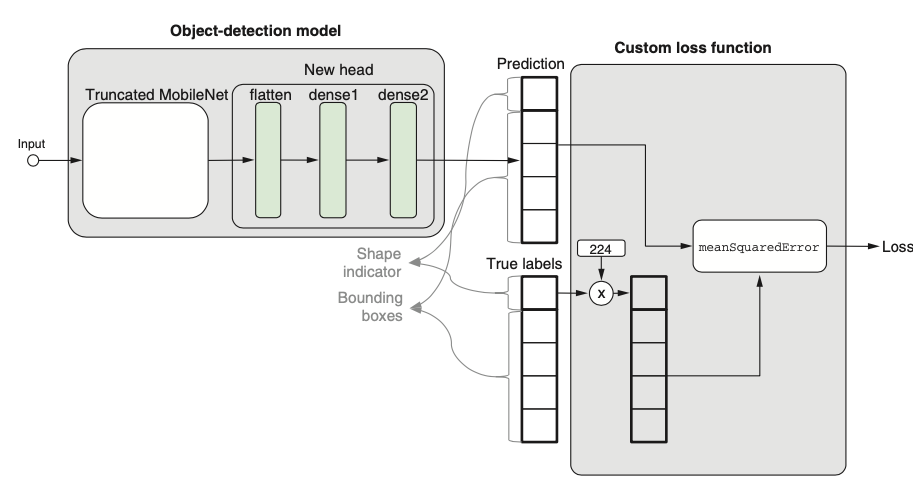 Object-detection model
Custom loss function
New head
Prediction
Truncated MobileNet
flatten
dense1
dense2
Input
224
meanSquaredError
Loss
Shape
indicator
True labels
x
Bounding
boxes